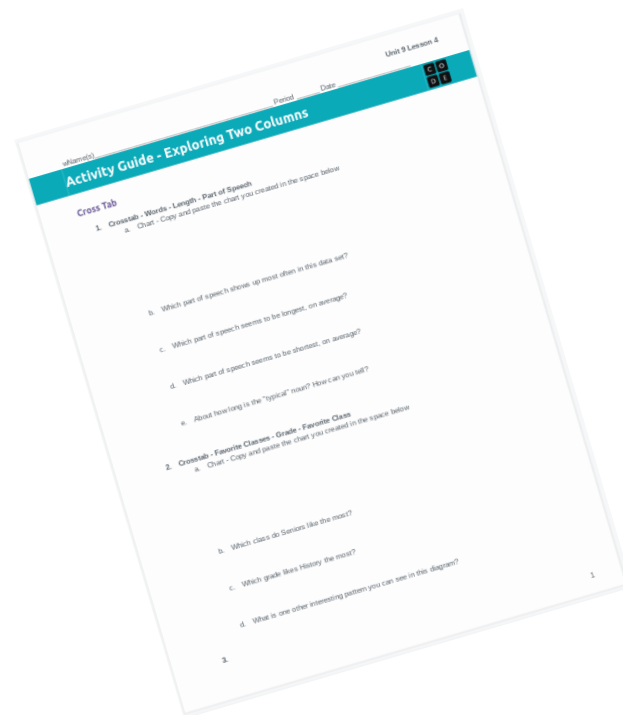 Unit 9 Lesson 4
wName(s)_______________ Period ______ Date ____________
C O
D E
Activity Guide - Exploring Two Columns
Cross Tab
1. Crosstab - Words - Length - Part of Speech
a. Chart - Copy and paste the chart you created in the space below
b. Which part of speech shows up most often in this data set?
c. Which part of speech seems to be longest, on average?
d. Which part of speech seems to be shortest, on average?
e. About how long is the "typical" noun? How can you tell?
2. Crosstab - Favorite Classes - Grade - Favorite Class
a. Chart - Copy and paste the chart you created in the space below
b. Which class do Seniors like the most?
c. Which grade likes History the most?
d. What is one other interesting pattern you can see in this diagram?
3.
1